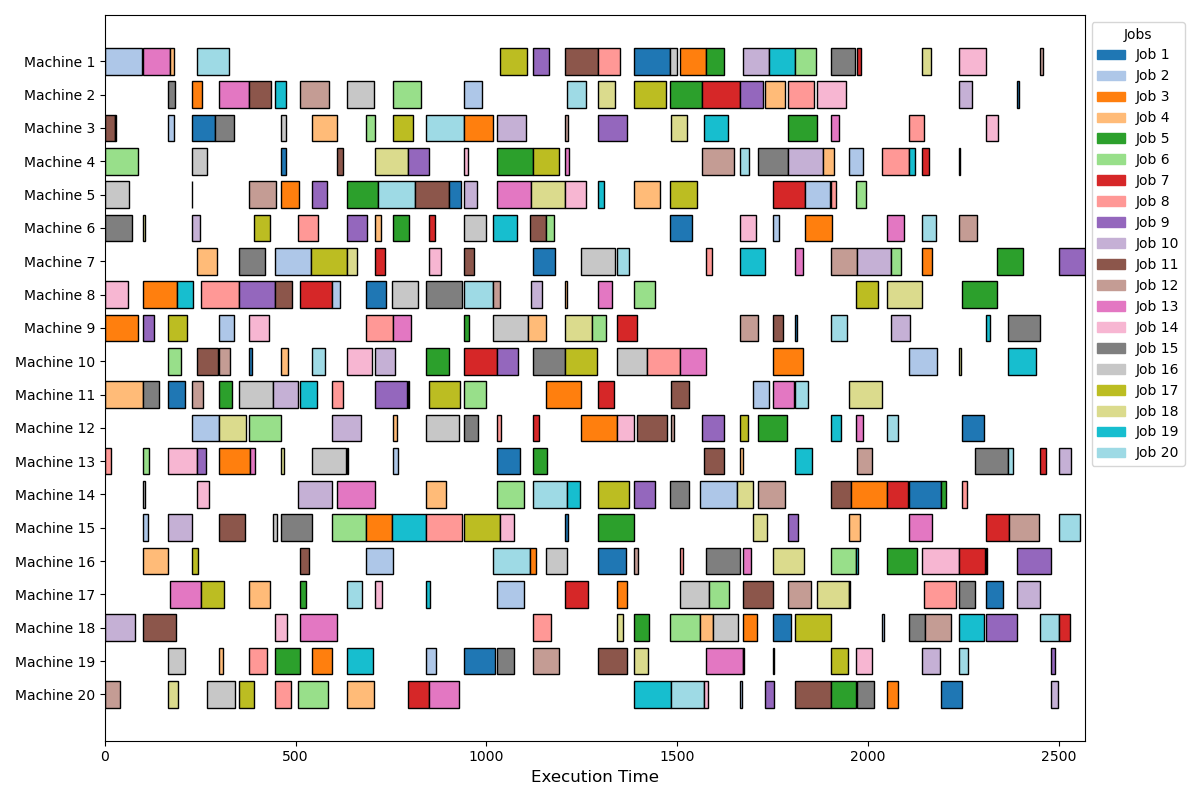 Machine 1
Machine 2
Machine 3
Machine 4
Machine 5
Machine 6
Machine 7
Machine 8
Machine 9
Machine 10
Machine 11
Machine 12
Machine 13
Machine 14
Machine 15
Machine 16
Machine 17
Machine 18
Machine 19
Machine 20
0 500 1000 1500 2000 2500
Execution Time
Jobs
Job 1
Job 2
Job 3
Job 4
Job 5
Job 6
Job 7
Job 8
Job 9
Job 10
Job 11
Job 12
Job 13
Job 14
Job 15
Job 16
Job 17
Job 18
Job 19
Job 20